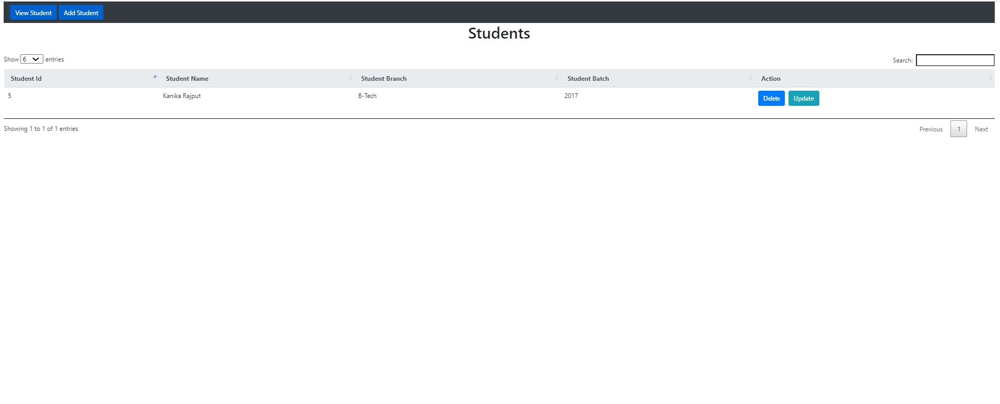 View Student Add Student
Students
Show 6 entries Search:
Student Id Student Name Student Branch Student Batch Action
5 Kanika Rajput B-Tech 2017 Delete Update
Showing 1 to 1 of 1 entries Previous 1 Next